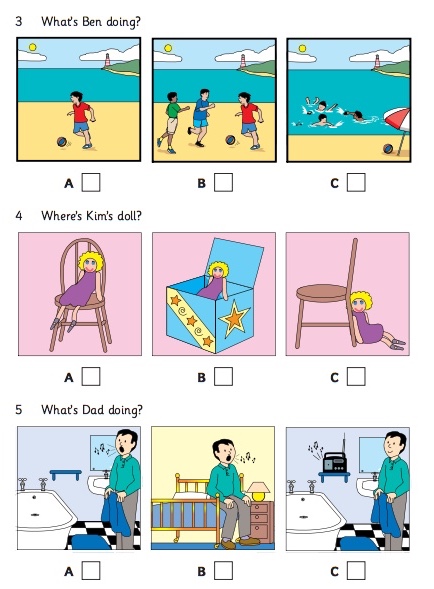 3 What's Ben doing?
A B C
4 Where's Kim's doll?
A B C
5 What's Dad doing?
A B C